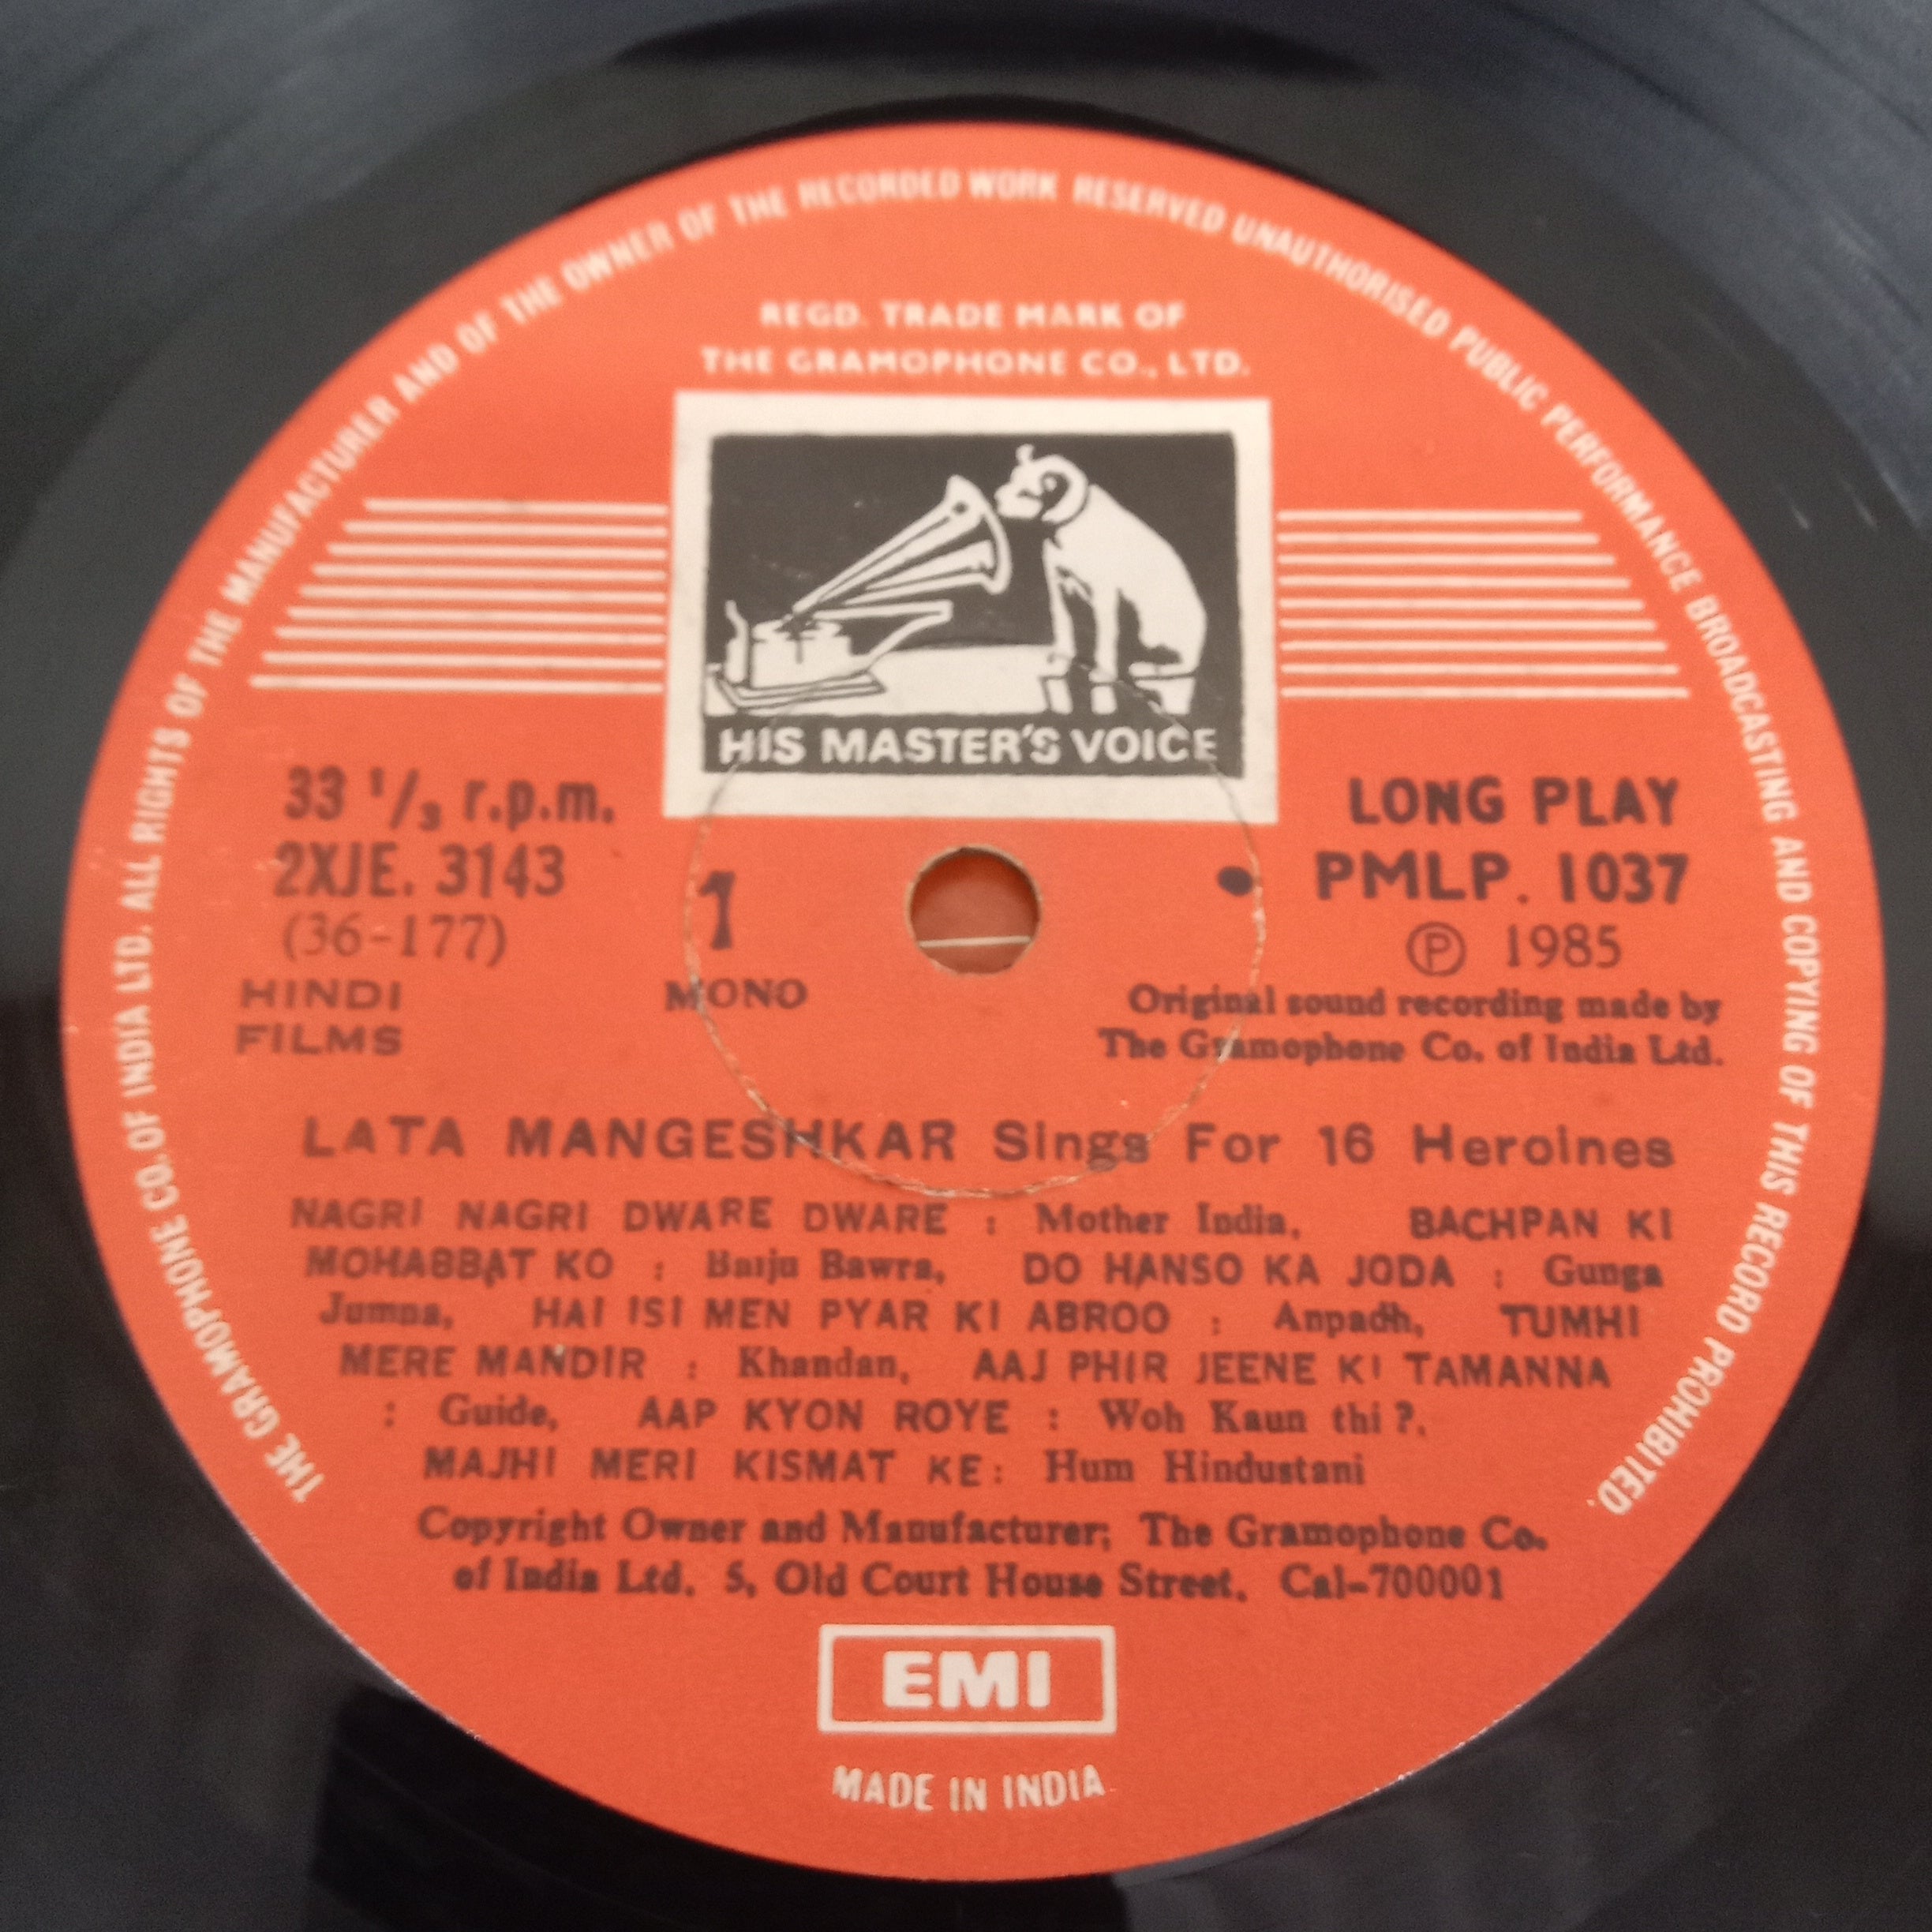 THE GRAMOPHONE CO. OF INDIA LTD. ALL RIGHTS OF THE MANUFACTURER AND OF THE OWNER OF THE RECORDED WORK RESERVED UNAUTHORISED PUBLIC PERFORMANCE BROADCASTING AND COPYING OF THIS RECORD PROHIBITED.
REGD. TRADE MARK OF
THE GRAMOPHONE CO., LTD.
HIS MASTER'S VOICE
33 1/3 r.p.m.
2XJE. 3143
(36-177)
HINDI
FILMS
1
MONO
LONG PLAY
PMLP. 1037
Ⓟ 1985
Original sound recording made by
The Gramophone Co. of India Ltd.
LATA MANGESHKAR Sings For 16 Heroines
NAGRI NAGRI DWARE DWARE : Mother India, BACHPAN KI
MOHABBAT KO : Baiju Bawra, DO HANSO KA JODA : Gunga
Jumna, HAI ISI MEN PYAR KI ABROO : Anpadh, TUMHI
MERE MANDIR : Khandan, AAJ PHIR JEENE KI TAMANNA
: Guide, AAP KYON ROYE : Woh Kaun thi ?.
MAJHI MERI KISMAT KE: Hum Hindustani
Copyright Owner and Manufacturer; The Gramophone Co.
of India Ltd. 5, Old Court House Street. Cal-700001
EMI
MADE IN INDIA